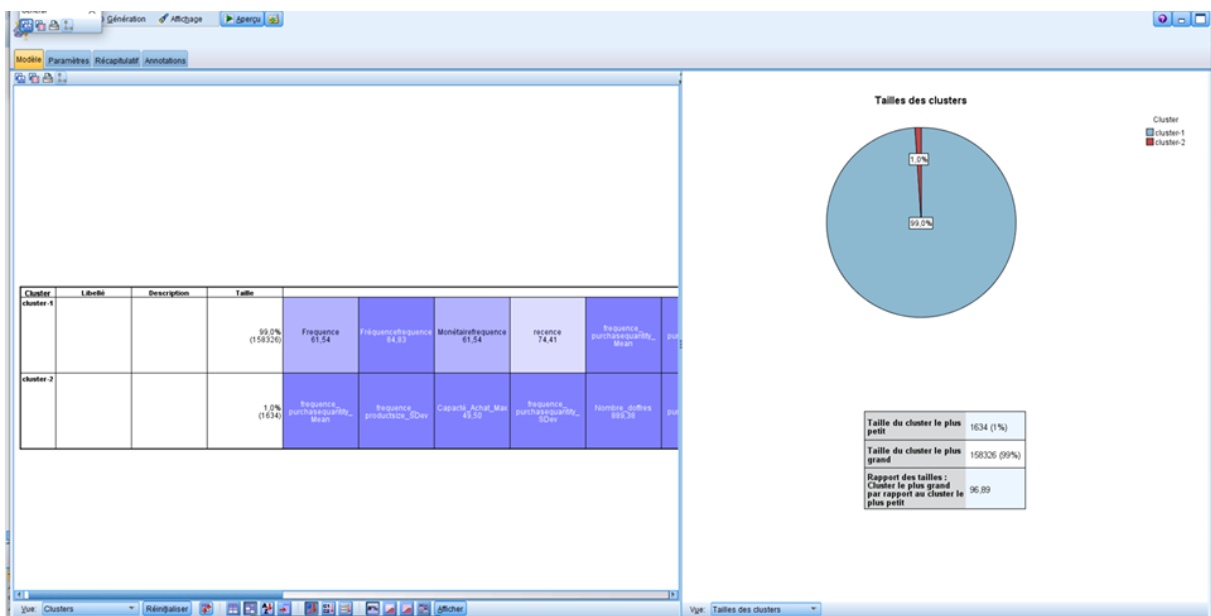 Génération Affichage Aperçu
Modèle Paramètres Récapitulatif Annotations
Cluster Libellé Description Taille
cluster-1
99,0%
(158326)
Frequence
61,54
Fréquencefrequence
84,83
Monétairefrequence
61,54
recence
74,41
frequence_
purchasequantity_
Mean
cluster-2
1,0%
(1634)
frequence_
purchasequantity_
Mean
frequence_
productsize_SDev
Capacté_Achat_Max
49,50
frequence_
purchasequantity_
SDev
Nombre_doffres
889,38
Vue: Clusters Réinitialiser Afficher
Tailles des clusters
Cluster
cluster-1
cluster-2
1,0%
99,0%
Taille du cluster le plus
petit
1634 (1%)
Taille du cluster le plus
grand
158326 (99%)
Rapport des tailles :
Cluster le plus grand
par rapport au cluster le
plus petit
96,89
Vue: Tailles des clusters